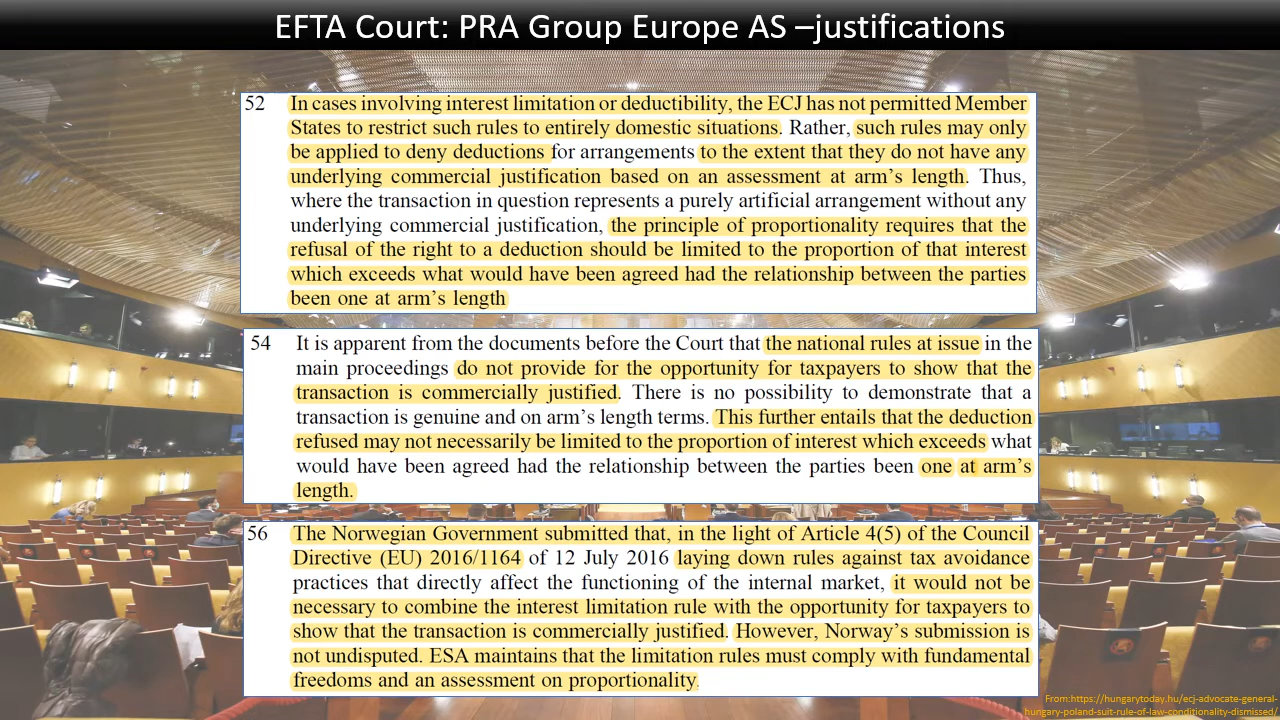 EFTA Court: PRA Group Europe AS –justifications
52 In cases involving interest limitation or deductibility, the ECJ has not permitted Member
States to restrict such rules to entirely domestic situations. Rather, such rules may only
be applied to deny deductions for arrangements to the extent that they do not have any
underlying commercial justification based on an assessment at arm’s length. Thus,
where the transaction in question represents a purely artificial arrangement without any
underlying commercial justification, the principle of proportionality requires that the
refusal of the right to a deduction should be limited to the proportion of that interest
which exceeds what would have been agreed had the relationship between the parties
been one at arm’s length
54 It is apparent from the documents before the Court that the national rules at issue in the
main proceedings do not provide for the opportunity for taxpayers to show that the
transaction is commercially justified. There is no possibility to demonstrate that a
transaction is genuine and on arm’s length terms. This further entails that the deduction
refused may not necessarily be limited to the proportion of interest which exceeds what
would have been agreed had the relationship between the parties been one at arm’s
length.
56 The Norwegian Government submitted that, in the light of Article 4(5) of the Council
Directive (EU) 2016/1164 of 12 July 2016 laying down rules against tax avoidance
practices that directly affect the functioning of the internal market, it would not be
necessary to combine the interest limitation rule with the opportunity for taxpayers to
show that the transaction is commercially justified. However, Norway’s submission is
not undisputed. ESA maintains that the limitation rules must comply with fundamental
freedoms and an assessment on proportionality.
From:https://hungarytoday.hu/ecj-advocate-general-
hungary-poland-suit-rule-of-law-conditionality-dismissed/